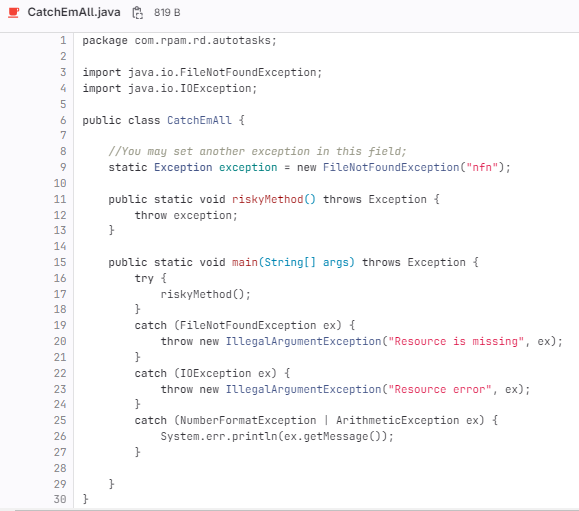 CatchEmAll.java 819 B
1 package com.rpam.rd.autotasks;
2
3 import java.io.FileNotFoundException;
4 import java.io.IOException;
5
6 public class CatchEmAll {
7
8     //You may set another exception in this field;
9     static Exception exception = new FileNotFoundException("nfn");
10
11     public static void riskyMethod() throws Exception {
12         throw exception;
13     }
14
15     public static void main(String[] args) throws Exception {
16         try {
17             riskyMethod();
18         }
19         catch (FileNotFoundException ex) {
20             throw new IllegalArgumentException("Resource is missing", ex);
21         }
22         catch (IOException ex) {
23             throw new IllegalArgumentException("Resource error", ex);
24         }
25         catch (NumberFormatException | ArithmeticException ex) {
26             System.err.println(ex.getMessage());
27         }
28
29     }
30 }